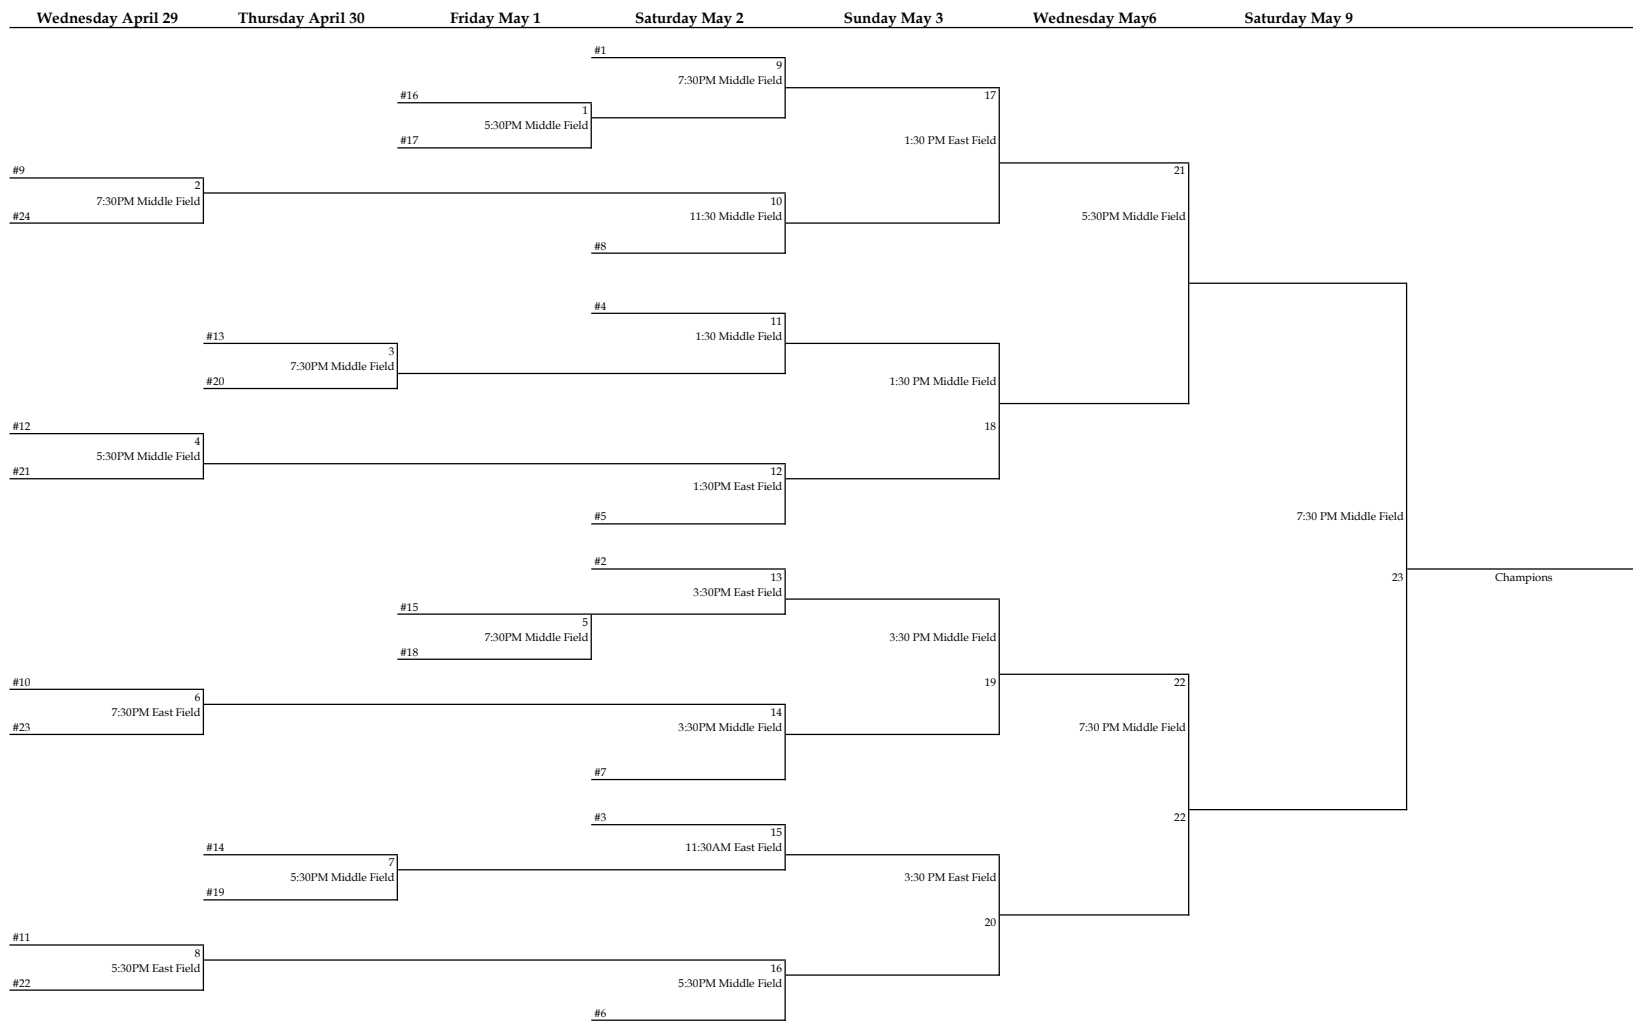 Wednesday April 29 Thursday April 30 Friday May 1 Saturday May 2 Sunday May 3 Wednesday May6 Saturday May 9
#1
9
7:30PM Middle Field
#16
17
1
5:30PM Middle Field
#17
1:30 PM East Field
#9
21
2
7:30PM Middle Field
10
#24
11:30 Middle Field
5:30PM Middle Field
#8
#4
11
#13
1:30 Middle Field
3
7:30PM Middle Field
#20
1:30 PM Middle Field
#12
18
4
5:30PM Middle Field
#21
12
1:30PM East Field
#5
7:30 PM Middle Field
#2
13
23
Champions
3:30PM East Field
#15
5
7:30PM Middle Field
3:30 PM Middle Field
#18
#10
19
22
6
7:30PM East Field
14
#23
3:30PM Middle Field
7:30 PM Middle Field
#7
#3
22
15
#14
11:30AM East Field
7
5:30PM Middle Field
3:30 PM East Field
#19
20
#11
8
5:30PM East Field
16
#22
5:30PM Middle Field
#6